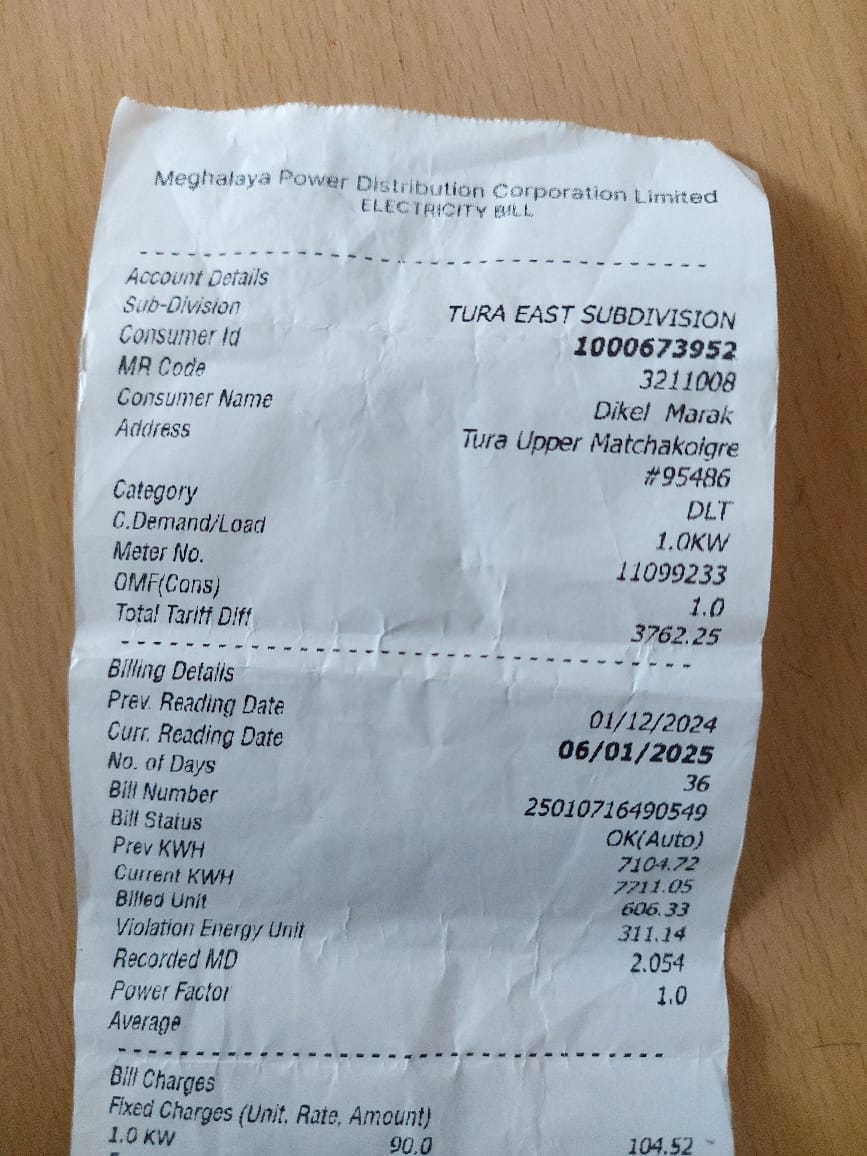 Meghalaya Power Distribution Corporation Limited
ELECTRICITY BILL
Account Details
Sub-Division TURA EAST SUBDIVISION
Consumer Id 1000673952
MR Code 3211008
Consumer Name Dikel Marak
Address Tura Upper Matchakolgre
#95486
Category DLT
C.Demand/Load 1.0KW
Meter No. 11099233
OMF(Cons) 1.0
Total Tariff Diff 3762.25
Billing Details
Prev. Reading Date 01/12/2024
Curr. Reading Date 06/01/2025
No. of Days 36
Bill Number 25010716490549
Bill Status OK(Auto)
Prev KWH 7104.72
Current KWH 7711.05
Billed Unit 606.33
Violation Energy Unit 311.14
Recorded MD 2.054
Power Factor 1.0
Average
Bill Charges
Fixed Charges (Unit, Rate, Amount)
1.0 KW 90.0 104.52